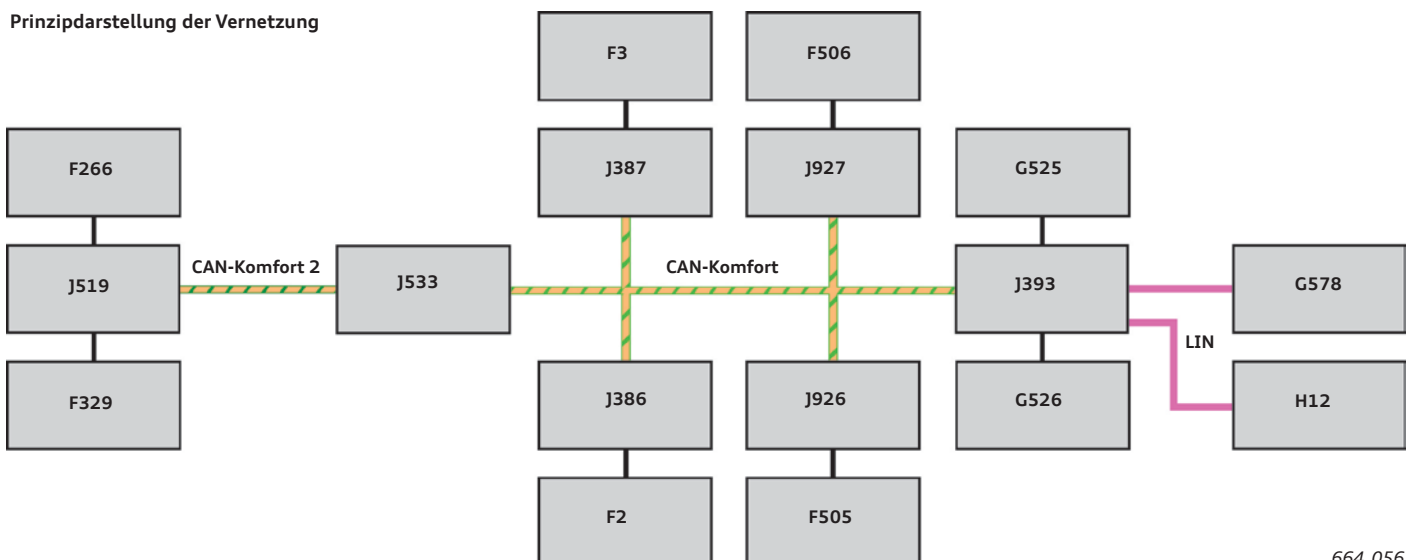 Prinzipdarstellung der Vernetzung
F3
F506
F266
J387
J927
G525
J519
CAN-Komfort 2
J533
CAN-Komfort
J393
G578
LIN
F329
J386
J926
G526
H12
F2
F505
664_056